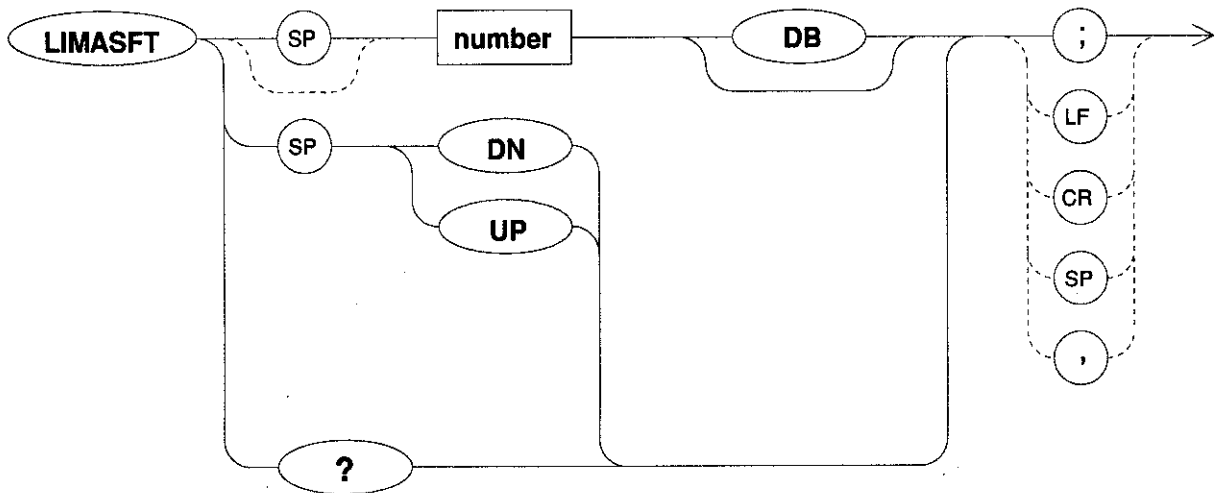 LIMASFT SP number DB ;
LF
SP DN
CR
UP
SP
,
?